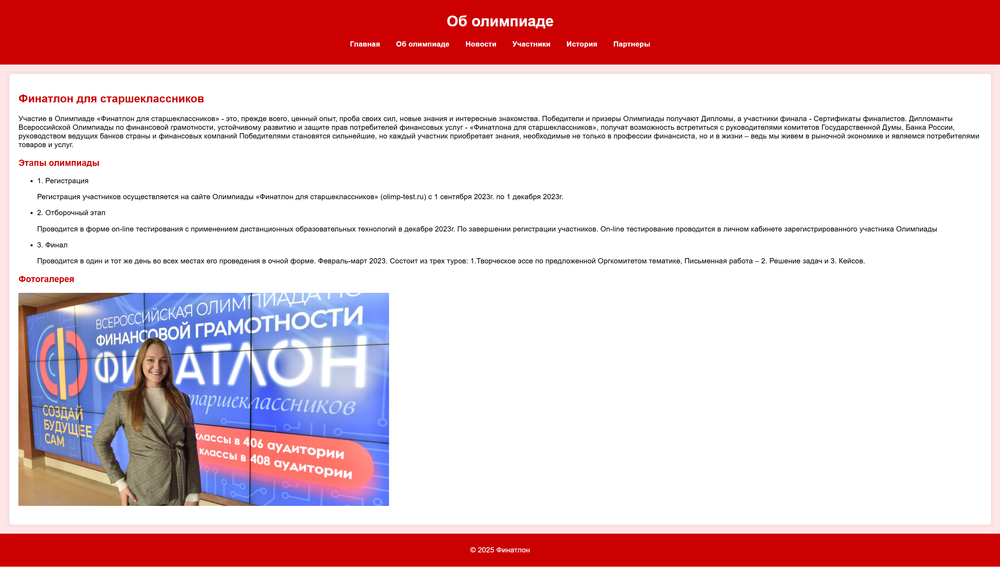 Об олимпиаде
Главная Об олимпиаде Новости Участники История Партнеры
Финатлон для старшеклассников
Участие в Олимпиаде «Финатлон для старшеклассников» - это, прежде всего, ценный опыт, проба своих сил, новые знания и интересные знакомства. Победители и призеры Олимпиады получают Дипломы, а участники финала - Сертификаты финалистов. Дипломанты
Всероссийской Олимпиады по финансовой грамотности, устойчивому развитию и защите прав потребителей финансовых услуг - «Финатлона для старшеклассников», получат возможность встретиться с руководителями комитетов Государственной Думы, Банка России,
руководством ведущих банков страны и финансовых компаний Победителями становятся сильнейшие, но каждый участник приобретает знания, необходимые не только в профессии финансиста, но и в жизни – ведь мы живем в рыночной экономике и являемся потребителями
товаров и услуг.
Этапы олимпиады
• 1. Регистрация
Регистрация участников осуществляется на сайте Олимпиады «Финатлон для старшеклассников» (olimp-test.ru) с 1 сентября 2023г. по 1 декабря 2023г.
• 2. Отборочный этап
Проводится в форме on-line тестирования с применением дистанционных образовательных технологий в декабре 2023г. По завершении регистрации участников. On-line тестирование проводится в личном кабинете зарегистрированного участника Олимпиады
• 3. Финал
Проводится в один и тот же день во всех местах его проведения в очной форме. Февраль-март 2023. Состоит из трех туров: 1.Творческое эссе по предложенной Оргкомитетом тематике, Письменная работа – 2. Решение задач и 3. Кейсов.
Фотогалерея
ВСЕРОССИЙСКАЯ ОЛИМПИАДА ПО
ФИНАНСОВОЙ ГРАМОТНОСТИ
ФИНАТЛОН
таршеклассников
СОЗДАЙ
БУДУЩЕЕ
САМ
классы в 406 аудитории
классы в 408 аудитории
© 2025 Финатлон